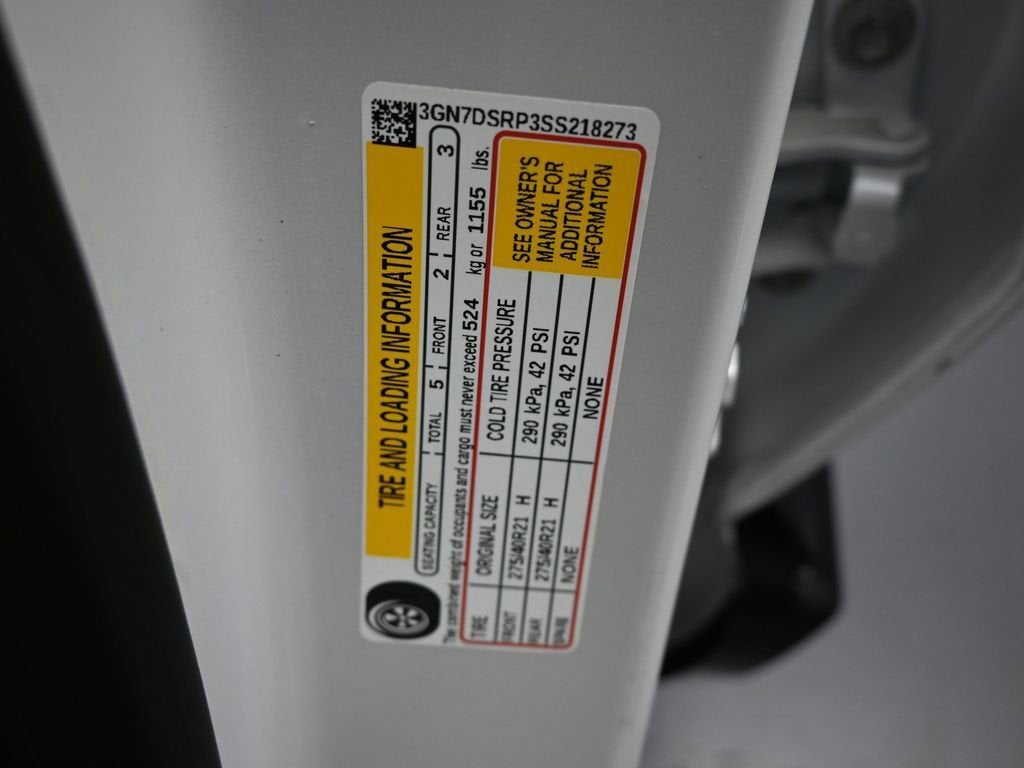 3GN7DSRP3SS218273
TIRE AND LOADING INFORMATION
SEATING CAPACITY TOTAL 5 FRONT 2 REAR 3
The combined weight of occupants and cargo must never exceed 524 kg or 1155 lbs.
TIRE ORIGINAL SIZE COLD TIRE PRESSURE
FRONT 275/40R21 H 290 kPa, 42 PSI
REAR 275/40R21 H 290 kPa, 42 PSI
SPARE NONE NONE
SEE OWNER'S
MANUAL FOR
ADDITIONAL
INFORMATION